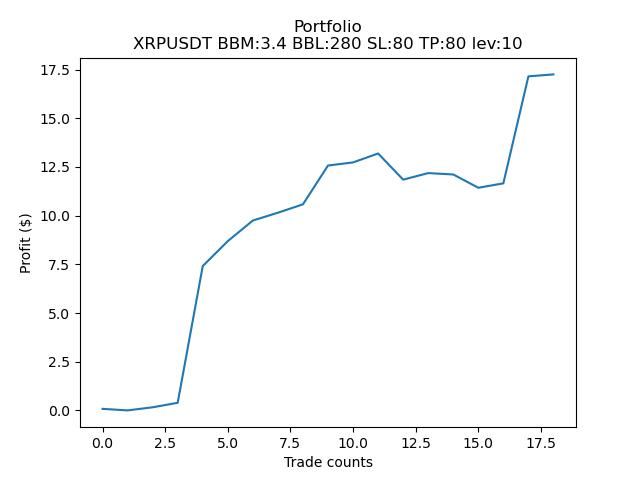 Portfolio
XRPUSDT BBM:3.4 BBL:280 SL:80 TP:80 lev:10
Profit ($)
17.5
15.0
12.5
10.0
7.5
5.0
2.5
0.0
0.0 2.5 5.0 7.5 10.0 12.5 15.0 17.5
Trade counts